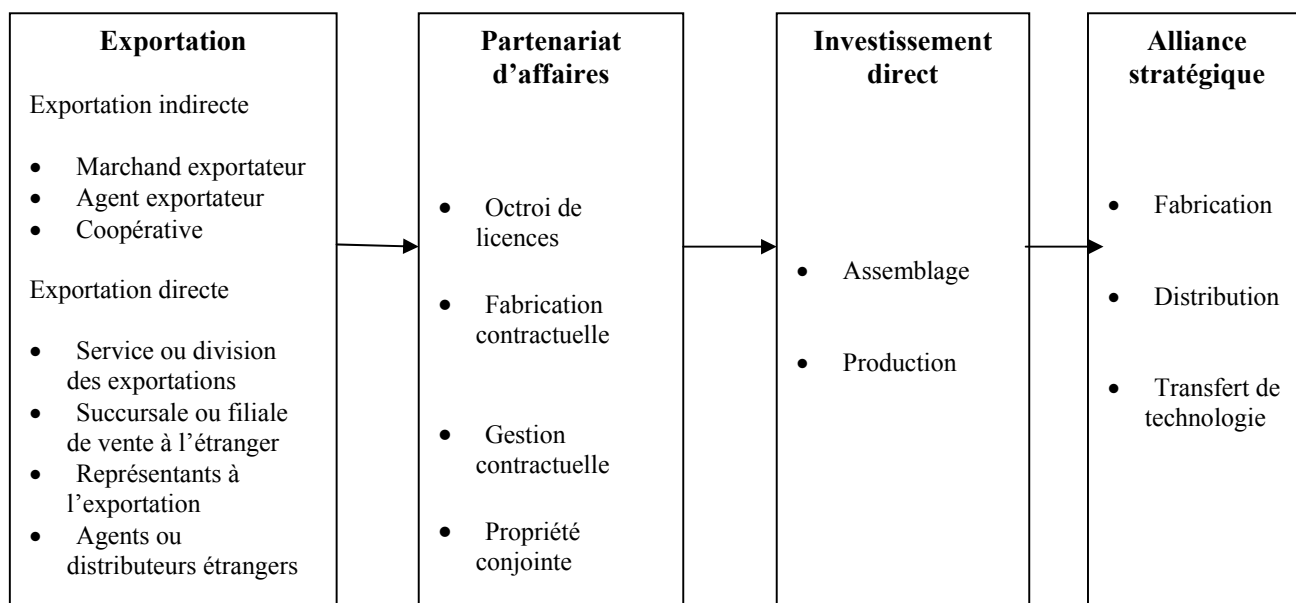 Exportation
Exportation indirecte
• Marchand exportateur
• Agent exportateur
• Coopérative
Exportation directe
• Service ou division
des exportations
• Succursale ou filiale
de vente à l’étranger
• Représentants à
l’exportation
• Agents ou
distributeurs étrangers
Partenariat
d’affaires
• Octroi de
licences
• Fabrication
contractuelle
• Gestion
contractuelle
• Propriété
conjointe
Investissement
direct
• Assemblage
• Production
Alliance
stratégique
• Fabrication
• Distribution
• Transfert de
technologie